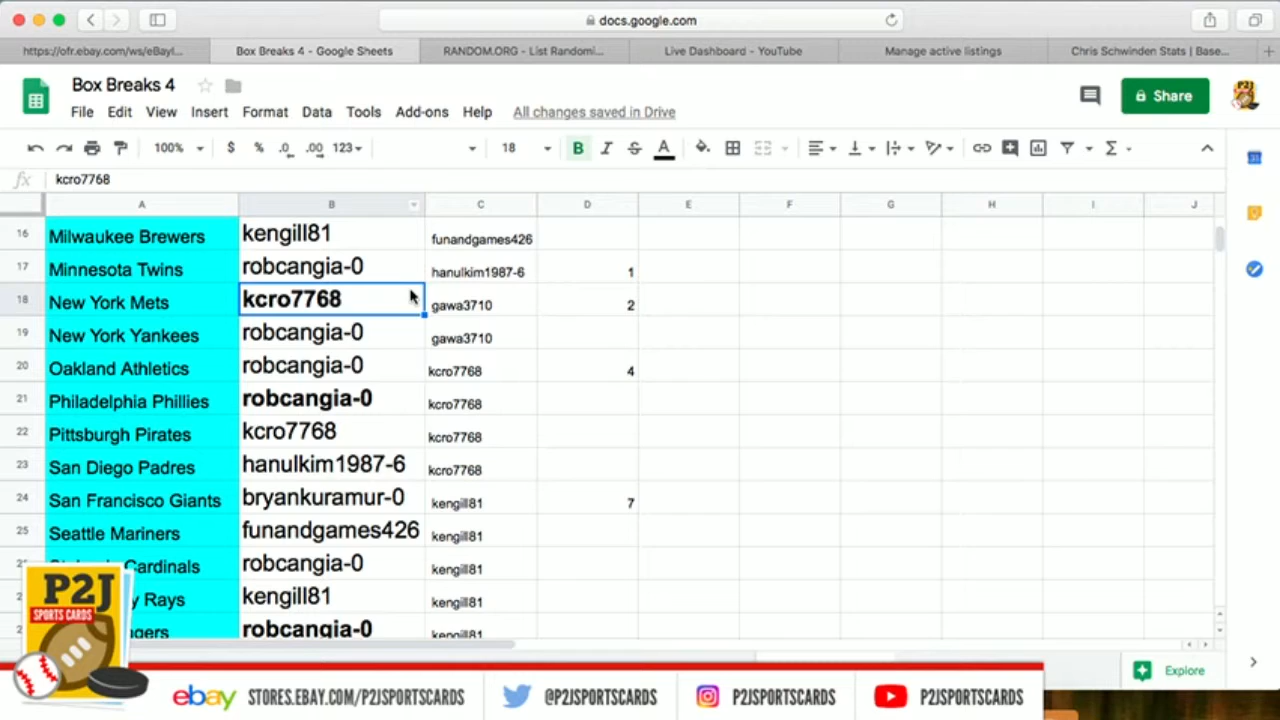 docs.google.com
https://ofr.ebay.com/ws/eBayI...
Box Breaks 4 - Google Sheets
RANDOM.ORG - List Randomi...
Live Dashboard - YouTube
Manage active listings
Chris Schwinden Stats | Base...
Box Breaks 4
Share
File Edit View Insert Format Data Tools Add-ons Help All changes saved in Drive
100% $ % .0 .00 123 18 B I S A
fx kcro7768
A B C D E F G H I J
16 Milwaukee Brewers kengill81 funandgames426
17 Minnesota Twins robcangia-0 hanulkim1987-6 1
18 New York Mets kcro7768 gawa3710 2
19 New York Yankees robcangia-0 gawa3710
20 Oakland Athletics robcangia-0 kcro7768 4
21 Philadelphia Phillies robcangia-0 kcro7768
22 Pittsburgh Pirates kcro7768 kcro7768
23 San Diego Padres hanulkim1987-6 kcro7768
24 San Francisco Giants bryankuramur-0 kengill81 7
25 Seattle Mariners funandgames426 kengill81
Cardinals robcangia-0 kengill81
y Rays kengill81 kengill81
ngers robcangia-0 kengill81
Explore
P2J
SPORTS CARDS
ebay STORES.EBAY.COM/P2JSPORTSCARDS
@P2JSPORTSCARDS
P2JSPORTSCARDS
P2JSPORTSCARDS